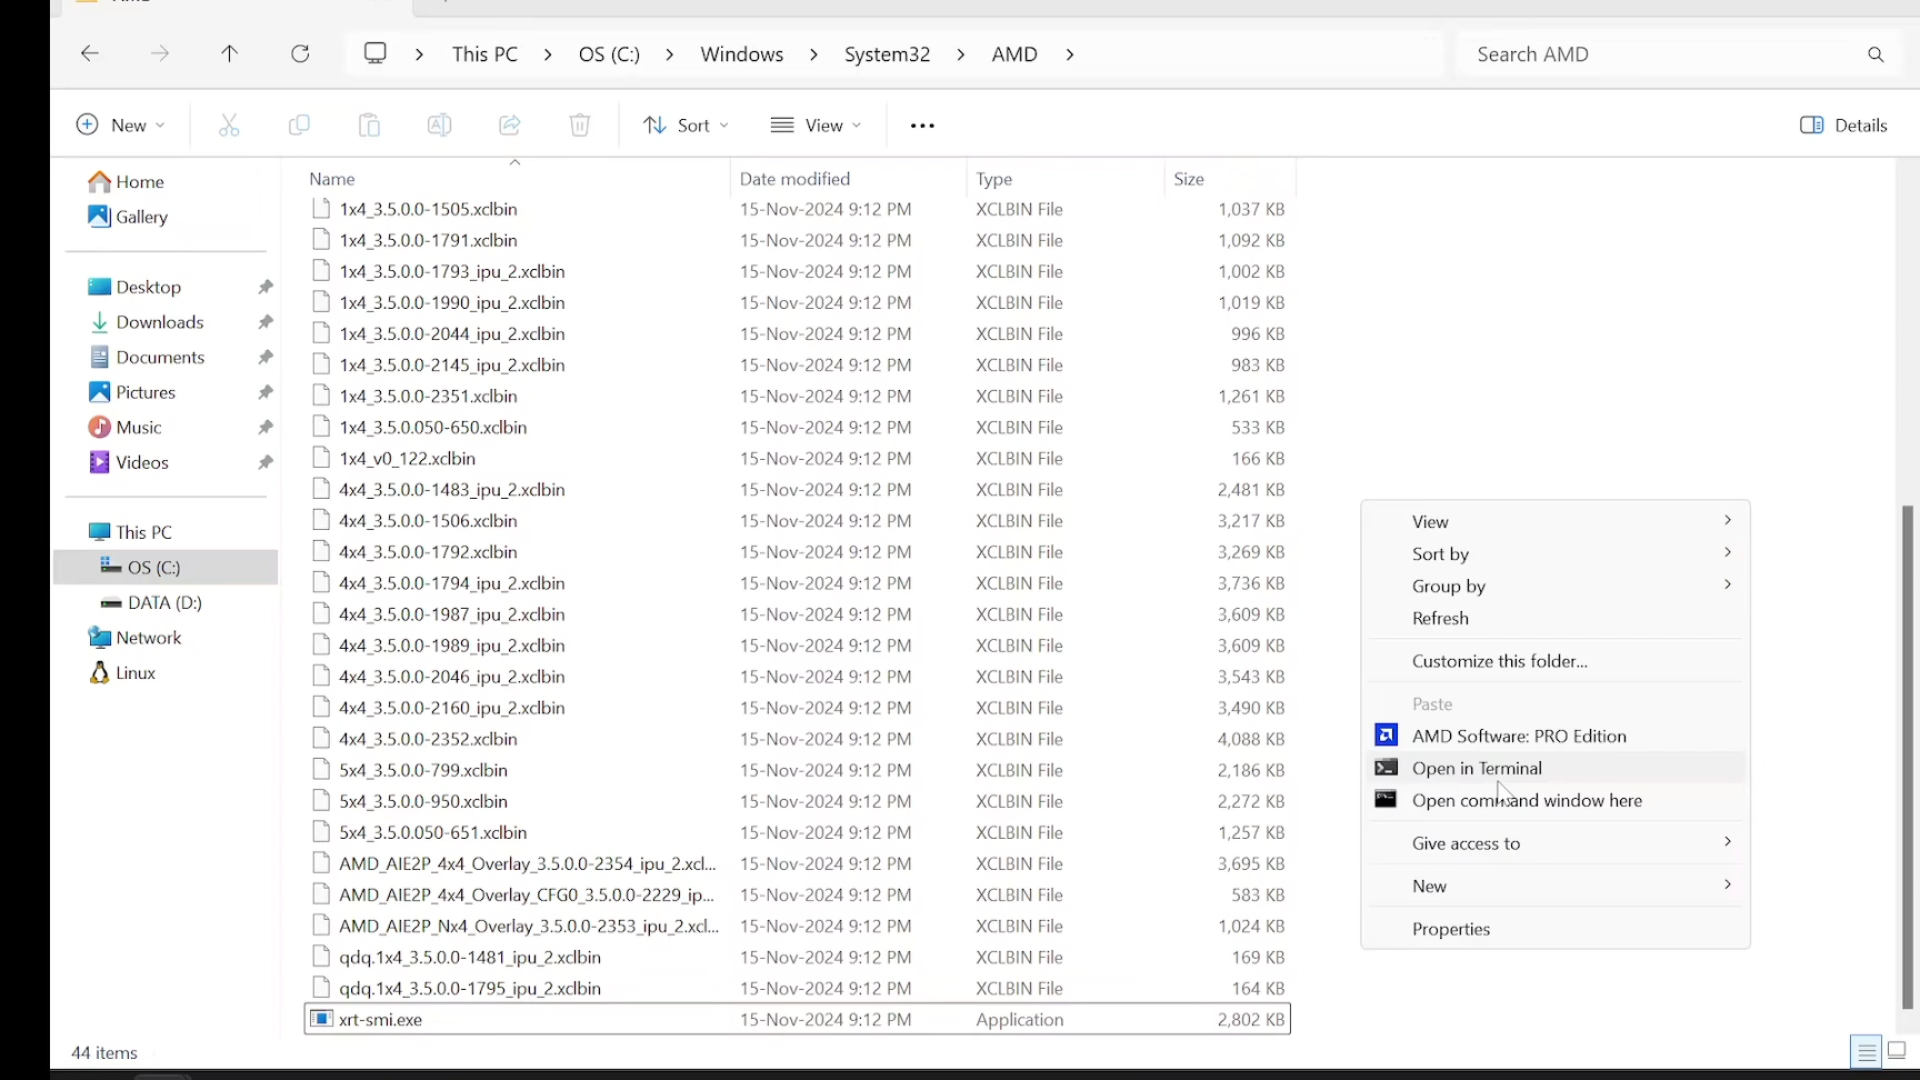 This PC > OS (C:) > Windows > System32 > AMD >
Search AMD
New
Sort
View
Details
Home
Gallery
Desktop
Downloads
Documents
Pictures
Music
Videos
This PC
OS (C:)
DATA (D:)
Network
Linux
Name Date modified Type Size
1x4_3.5.0.0-1505.xclbin 15-Nov-2024 9:12 PM XCLBIN File 1,037 KB
1x4_3.5.0.0-1791.xclbin 15-Nov-2024 9:12 PM XCLBIN File 1,092 KB
1x4_3.5.0.0-1793_ipu_2.xclbin 15-Nov-2024 9:12 PM XCLBIN File 1,002 KB
1x4_3.5.0.0-1990_ipu_2.xclbin 15-Nov-2024 9:12 PM XCLBIN File 1,019 KB
1x4_3.5.0.0-2044_ipu_2.xclbin 15-Nov-2024 9:12 PM XCLBIN File 996 KB
1x4_3.5.0.0-2145_ipu_2.xclbin 15-Nov-2024 9:12 PM XCLBIN File 983 KB
1x4_3.5.0.0-2351.xclbin 15-Nov-2024 9:12 PM XCLBIN File 1,261 KB
1x4_3.5.0.050-650.xclbin 15-Nov-2024 9:12 PM XCLBIN File 533 KB
1x4_v0_122.xclbin 15-Nov-2024 9:12 PM XCLBIN File 166 KB
4x4_3.5.0.0-1483_ipu_2.xclbin 15-Nov-2024 9:12 PM XCLBIN File 2,481 KB
4x4_3.5.0.0-1506.xclbin 15-Nov-2024 9:12 PM XCLBIN File 3,217 KB
4x4_3.5.0.0-1792.xclbin 15-Nov-2024 9:12 PM XCLBIN File 3,269 KB
4x4_3.5.0.0-1794_ipu_2.xclbin 15-Nov-2024 9:12 PM XCLBIN File 3,736 KB
4x4_3.5.0.0-1987_ipu_2.xclbin 15-Nov-2024 9:12 PM XCLBIN File 3,609 KB
4x4_3.5.0.0-1989_ipu_2.xclbin 15-Nov-2024 9:12 PM XCLBIN File 3,609 KB
4x4_3.5.0.0-2046_ipu_2.xclbin 15-Nov-2024 9:12 PM XCLBIN File 3,543 KB
4x4_3.5.0.0-2160_ipu_2.xclbin 15-Nov-2024 9:12 PM XCLBIN File 3,490 KB
4x4_3.5.0.0-2352.xclbin 15-Nov-2024 9:12 PM XCLBIN File 4,088 KB
5x4_3.5.0.0-799.xclbin 15-Nov-2024 9:12 PM XCLBIN File 2,186 KB
5x4_3.5.0.0-950.xclbin 15-Nov-2024 9:12 PM XCLBIN File 2,272 KB
5x4_3.5.050-651.xclbin 15-Nov-2024 9:12 PM XCLBIN File 1,257 KB
AMD_AIE2P_4x4_Overlay_3.5.0.0-2354_ipu_2.xcl... 15-Nov-2024 9:12 PM XCLBIN File 3,695 KB
AMD_AIE2P_4x4_Overlay_CFG0_3.5.0.0-2229_ip... 15-Nov-2024 9:12 PM XCLBIN File 583 KB
AMD_AIE2P_Nx4_Overlay_3.5.0.0-2353_ipu_2.xcl... 15-Nov-2024 9:12 PM XCLBIN File 1,024 KB
qdq.1x4_3.5.0.0-1481_ipu_2.xclbin 15-Nov-2024 9:12 PM XCLBIN File 169 KB
qdq.1x4_3.5.0.0-1795_ipu_2.xclbin 15-Nov-2024 9:12 PM XCLBIN File 164 KB
xrt-smi.exe 15-Nov-2024 9:12 PM Application 2,802 KB
View
Sort by
Group by
Refresh
Customize this folder...
Paste
AMD Software: PRO Edition
Open in Terminal
Open command window here
Give access to
New
Properties
44 items